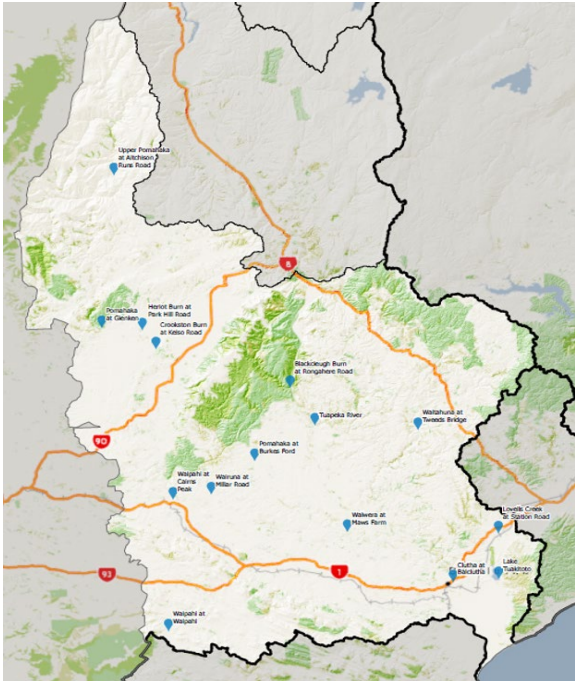 Upper Pomahaka
at Aitchison
Runs Road
8
Pomahaka
at Glenken
Heriot Burn at
Park Hill Road
Crookston Burn
at Kelso Road
Blackcleugh Burn
at Rongahere Road
Tuapeka River
Waitahuna at
Tweeds Bridge
90
Pomahaka at
Burkes Ford
Waipahi at
Cairns
Peak
Wairuna at
Millar Road
Waiwera at
Maws Farm
Lovells Creek
at Station Road
93
1
Clutha at
Balclutha
Lake
Tuakitoto
Waipahi at
Waipahi